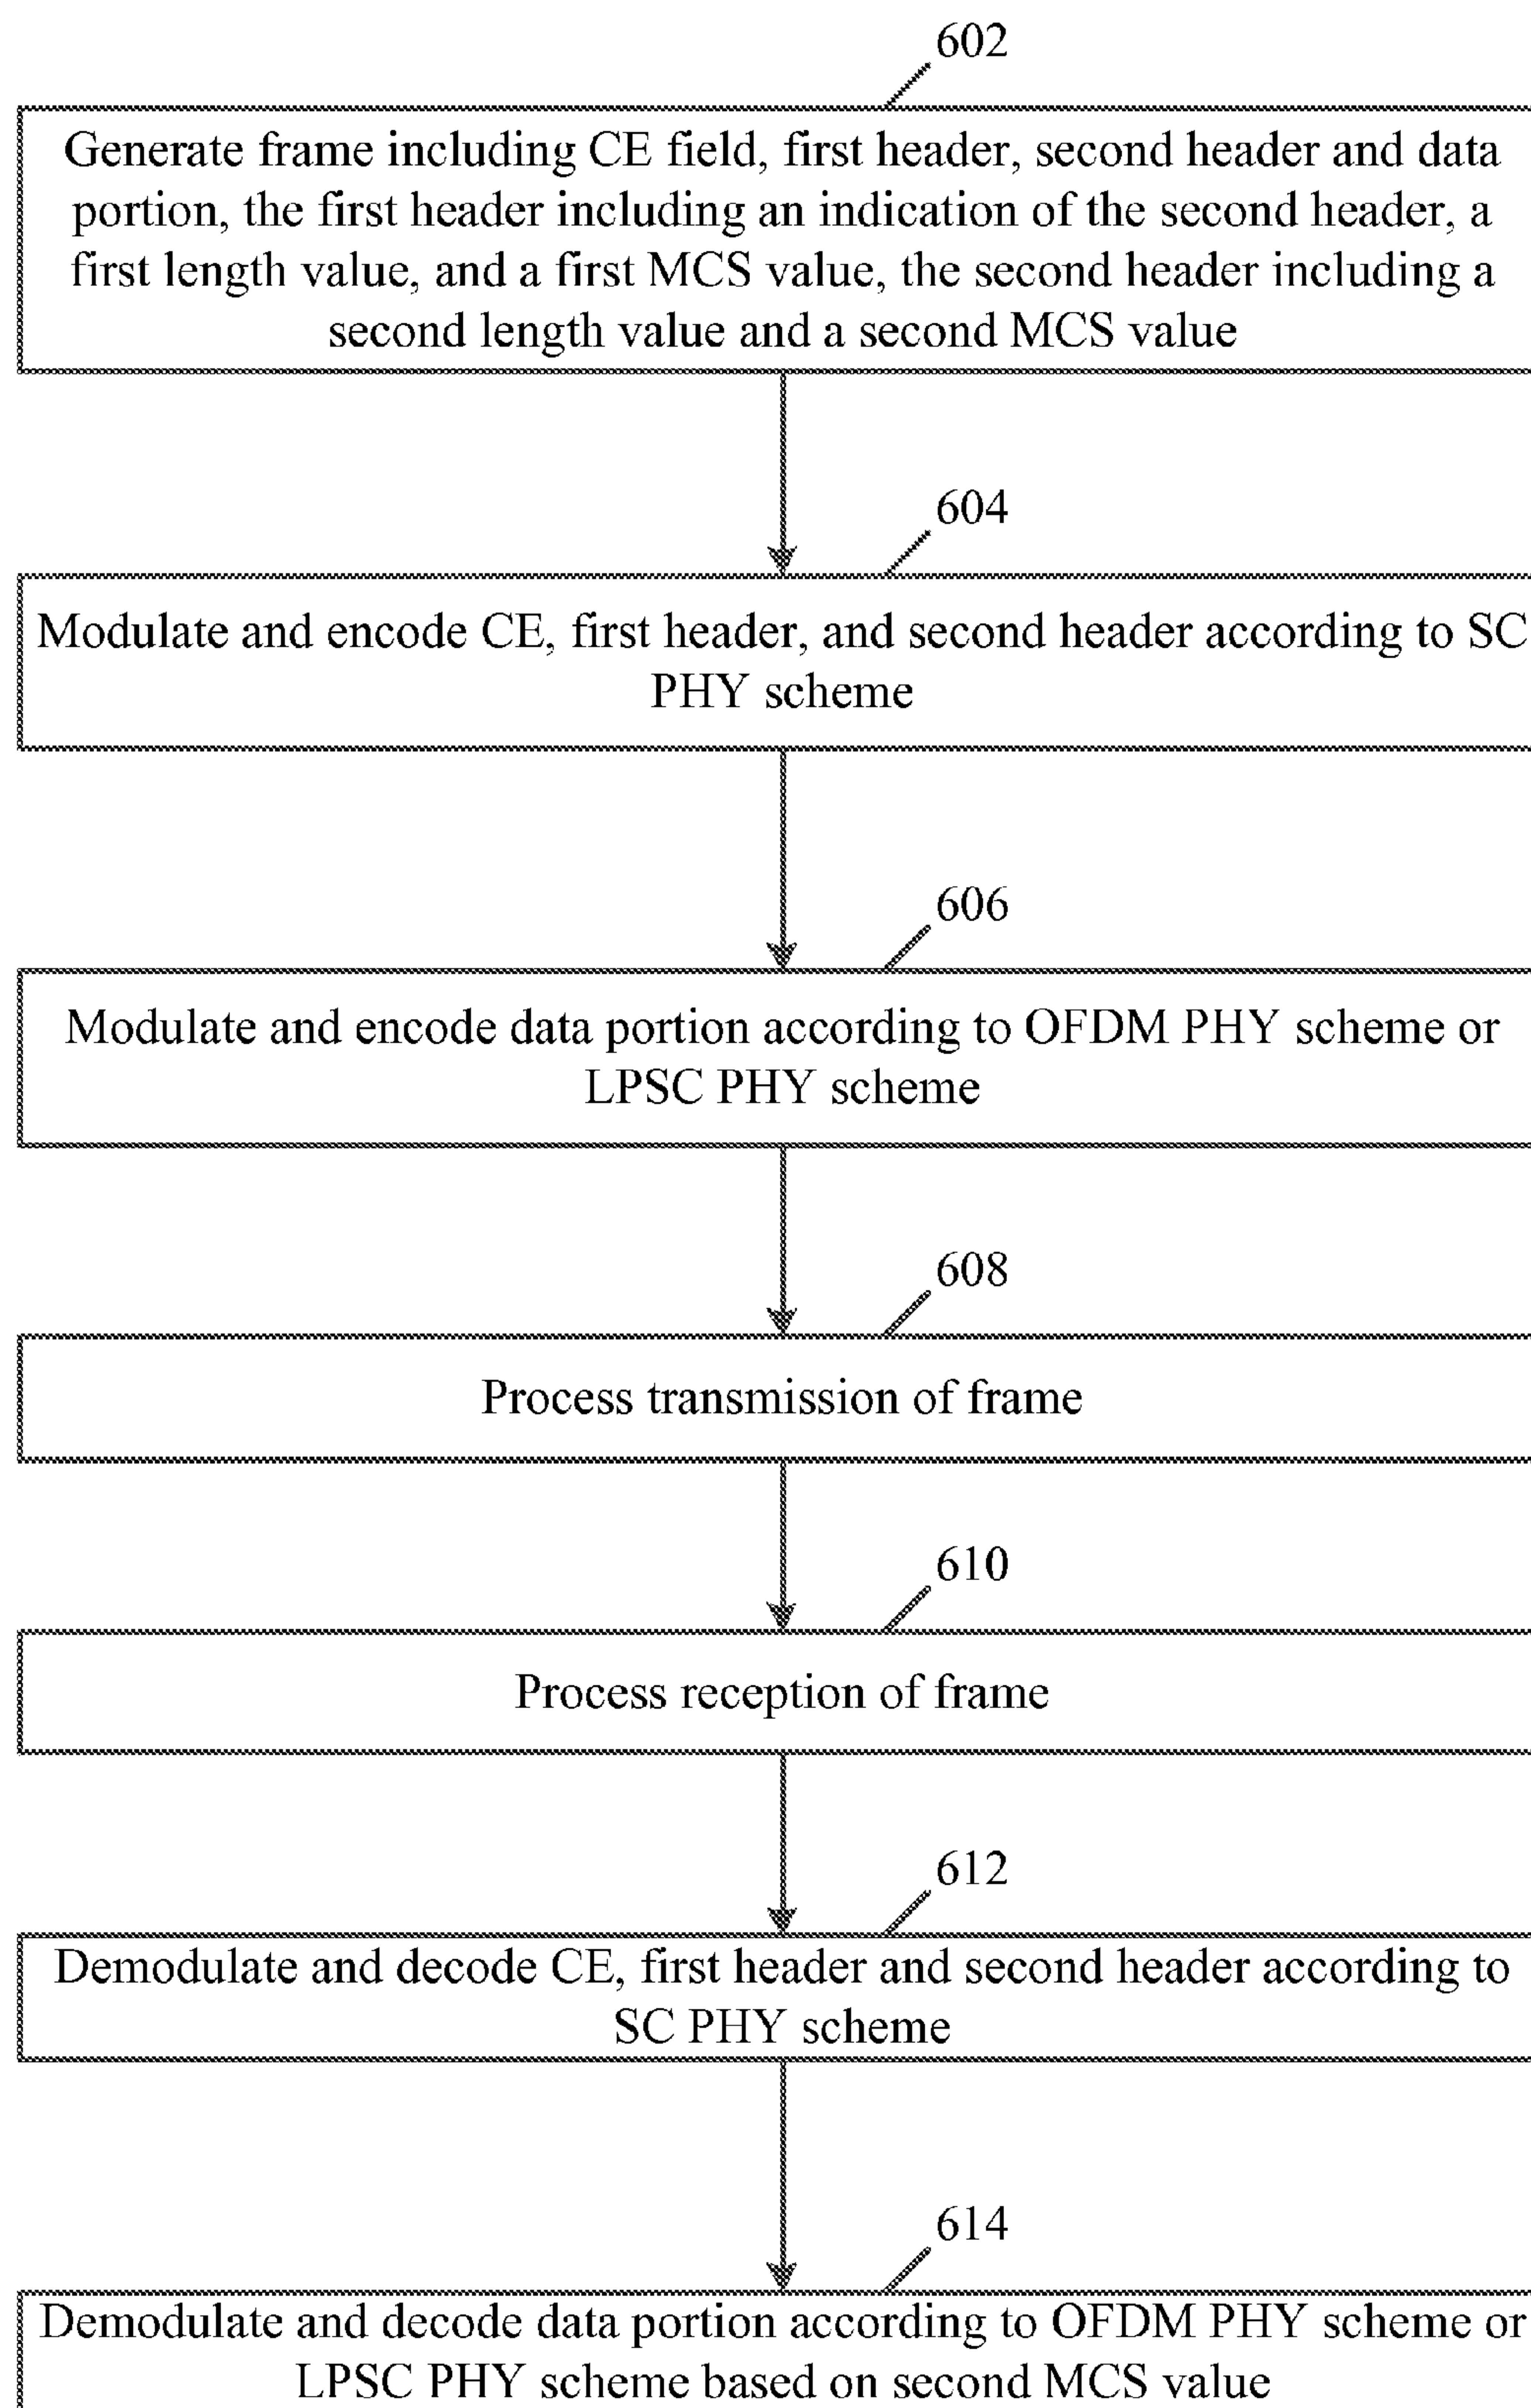 602
Generate frame including CE field, first header, second header and data
portion, the first header including an indication of the second header, a
first length value, and a first MCS value, the second header including a
second length value and a second MCS value
604
Modulate and encode CE, first header, and second header according to SC
PHY scheme
606
Modulate and encode data portion according to OFDM PHY scheme or
LPSC PHY scheme
608
Process transmission of frame
610
Process reception of frame
612
Demodulate and decode CE, first header and second header according to
SC PHY scheme
614
Demodulate and decode data portion according to OFDM PHY scheme or
LPSC PHY scheme based on second MCS value